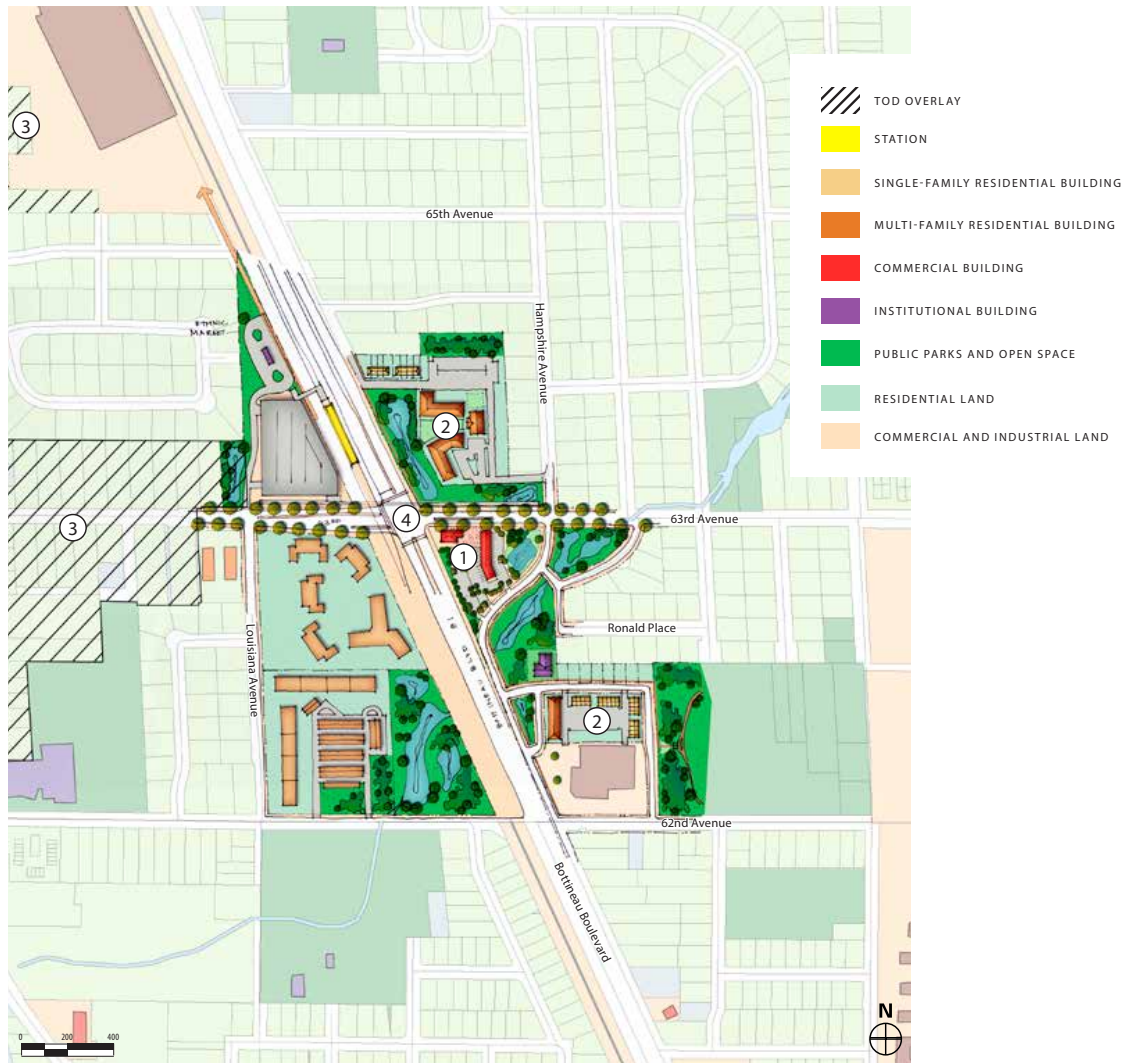 TOD OVERLAY
STATION
SINGLE-FAMILY RESIDENTIAL BUILDING
MULTI-FAMILY RESIDENTIAL BUILDING
COMMERCIAL BUILDING
INSTITUTIONAL BUILDING
PUBLIC PARKS AND OPEN SPACE
RESIDENTIAL LAND
COMMERCIAL AND INDUSTRIAL LAND
3
65th Avenue
Hampshire Avenue
ETHNIC
MARKET
2
3
4
63rd Avenue
1
Louisiana Avenue
Ronald Place
2
62nd Avenue
Bottineau Boulevard
0 200 400
N